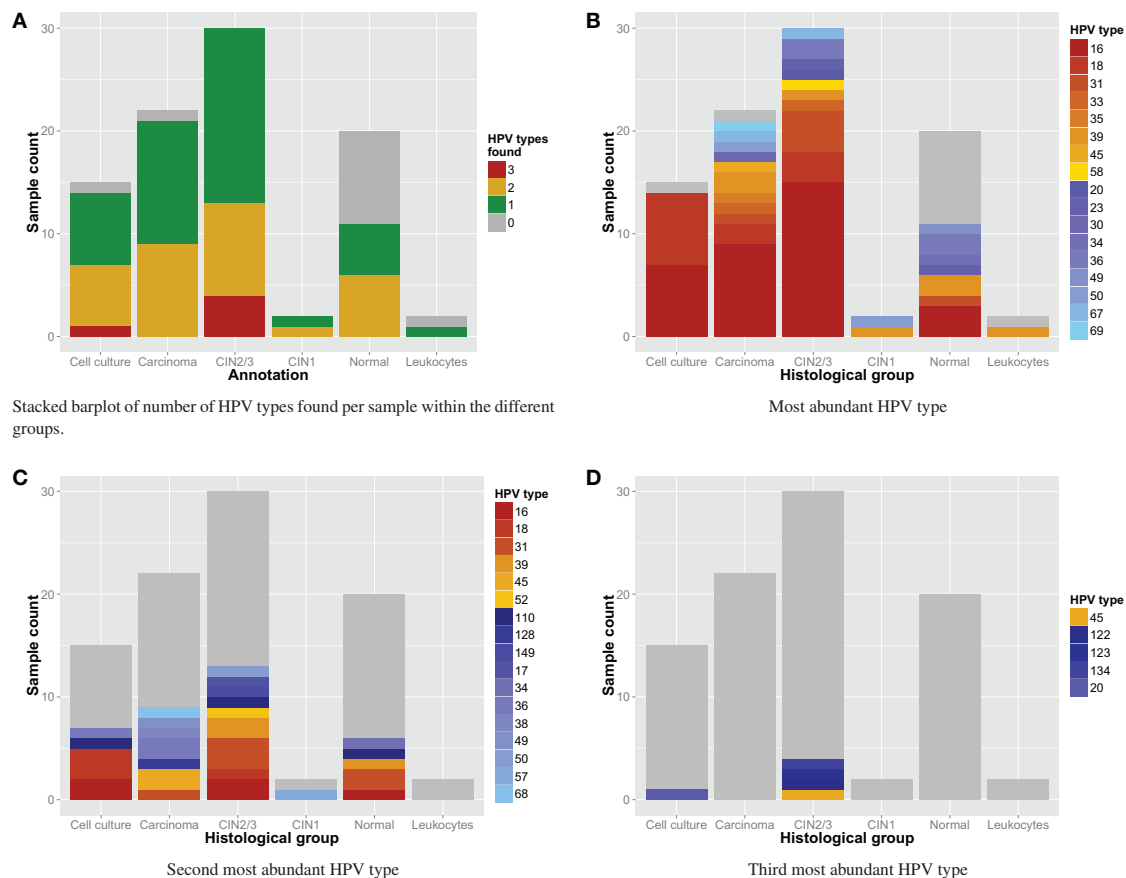 A
30
20
10
0
Sample count
Cell culture Carcinoma CIN2/3 CIN1 Normal Leukocytes
Annotation
HPV types
found
3
2
1
0
Stacked barplot of number of HPV types found per sample within the different
groups.
B
30
20
10
0
Sample count
Cell culture Carcinoma CIN2/3 CIN1 Normal Leukocytes
Histological group
HPV type
16
18
31
33
35
39
45
58
20
23
30
34
36
49
50
67
69
Most abundant HPV type
C
30
20
10
0
Sample count
Cell culture Carcinoma CIN2/3 CIN1 Normal Leukocytes
Histological group
HPV type
16
18
31
39
45
52
110
128
149
17
34
36
38
49
50
57
68
Second most abundant HPV type
D
30
20
10
0
Sample count
Cell culture Carcinoma CIN2/3 CIN1 Normal Leukocytes
Histological group
HPV type
45
122
123
134
20
Third most abundant HPV type